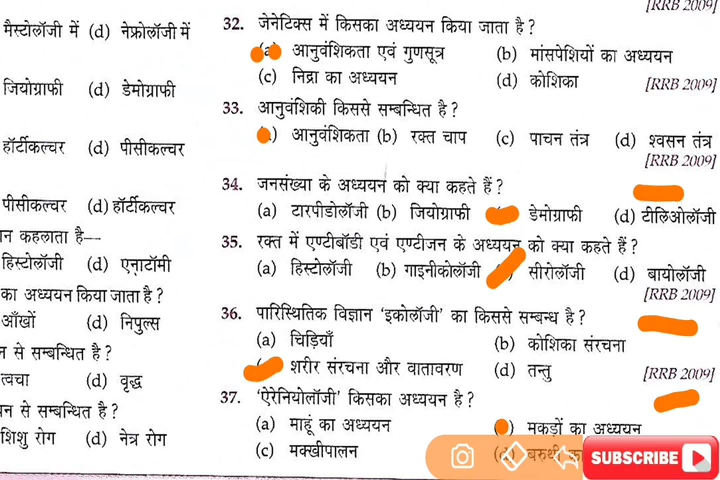 [RRB 2009]
मैस्टोलॉजी में (d) नेफ्रोलॉजी में
जियोग्राफी (d) डेमोग्राफी
हॉर्टीकल्चर (d) पीसीकल्चर
पीसीकल्चर (d) हॉर्टीकल्चर
न कहलाता है—
हिस्टोलॉजी (d) एनाटॉमी
का अध्ययन किया जाता है?
आँखों (d) निपुल्स
न से सम्बन्धित है?
त्वचा (d) वृद्ध
न से सम्बन्धित है?
शिशु रोग (d) नेत्र रोग
32. जेनेटिक्स में किसका अध्ययन किया जाता है?
(a) आनुवंशिकता एवं गुणसूत्र (b) मांसपेशियों का अध्ययन
(c) निद्रा का अध्ययन (d) कोशिका [RRB 2009]
33. आनुवंशिकी किससे सम्बन्धित है?
आनुवंशिकता (b) रक्त चाप (c) पाचन तंत्र (d) श्वसन तंत्र
[RRB 2009]
34. जनसंख्या के अध्ययन को क्या कहते हैं?
(a) टारपीडोलॉजी (b) जियोग्राफी डेमोग्राफी (d) टीलिओलॉजी
35. रक्त में एण्टीबॉडी एवं एण्टीजन के अध्ययन को क्या कहते हैं?
(a) हिस्टोलॉजी (b) गाइनीकोलॉजी सीरोलॉजी (d) बायोलॉजी
[RRB 2009]
36. पारिस्थितिक विज्ञान ‘इकोलॉजी’ का किससे सम्बन्ध है?
(a) चिड़ियाँ (b) कोशिका संरचना
शरीर संरचना और वातावरण (d) तन्तु [RRB 2009]
37. ‘ऐरेनियोलॉजी’ किसका अध्ययन है?
(a) माहूं का अध्ययन मकड़ों का अध्ययन
(c) मक्खीपालन (d) बरुथी का
SUBSCRIBE